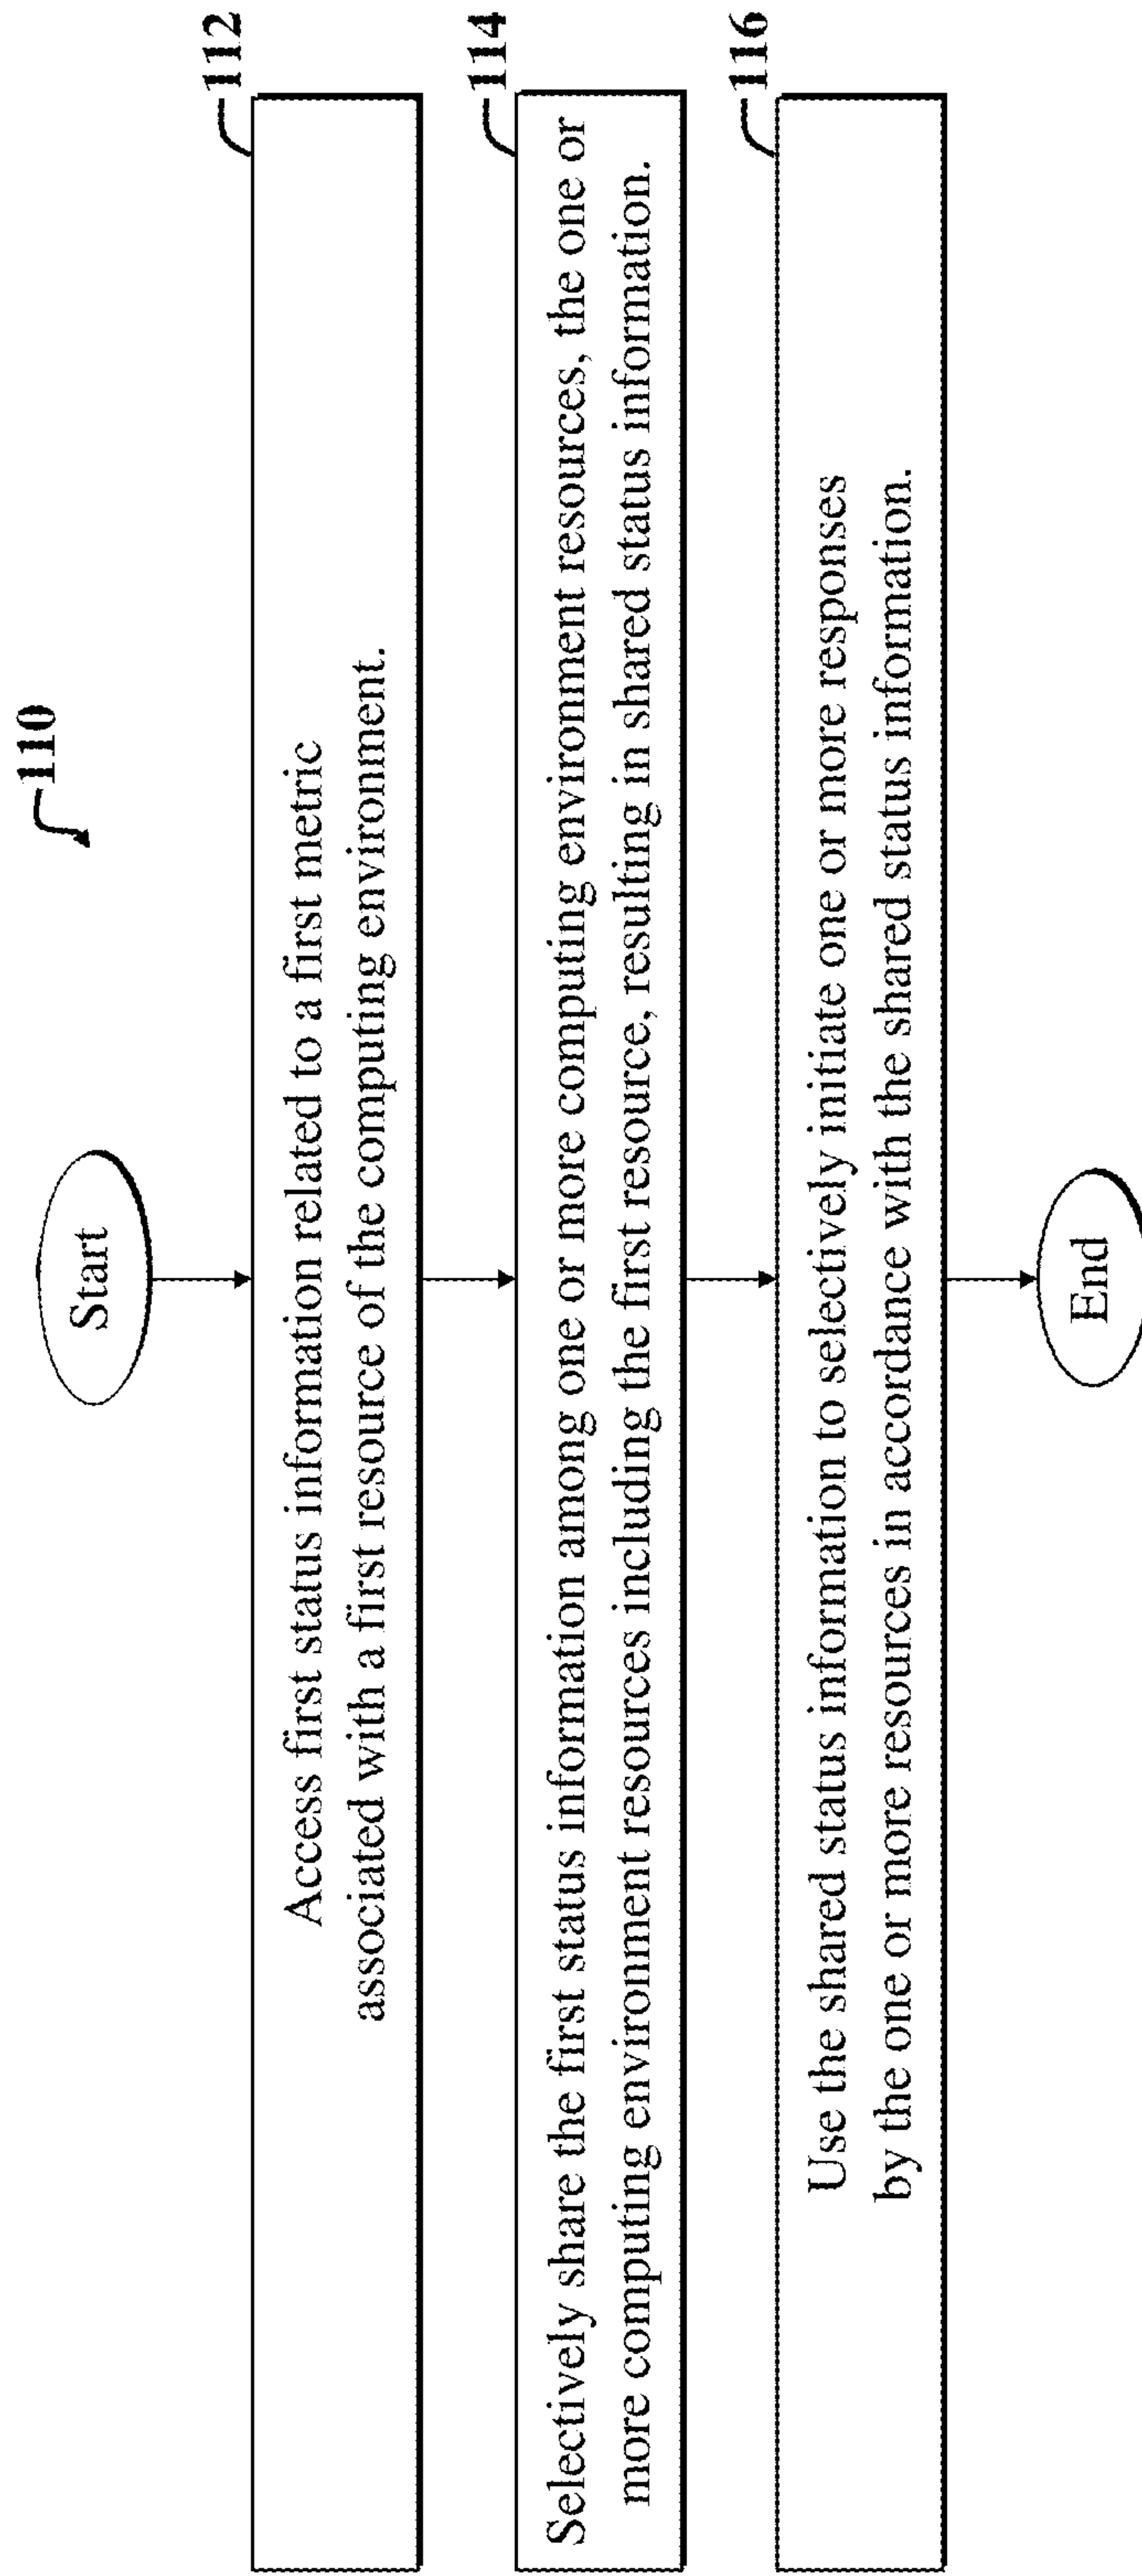 110
Start
112
Access first status information related to a first metric
associated with a first resource of the computing environment.
114
Selectively share the first status information among one or more computing environment resources, the one or
more computing environment resources including the first resource, resulting in shared status information.
116
Use the shared status information to selectively initiate one or more responses
by the one or more resources in accordance with the shared status information.
End